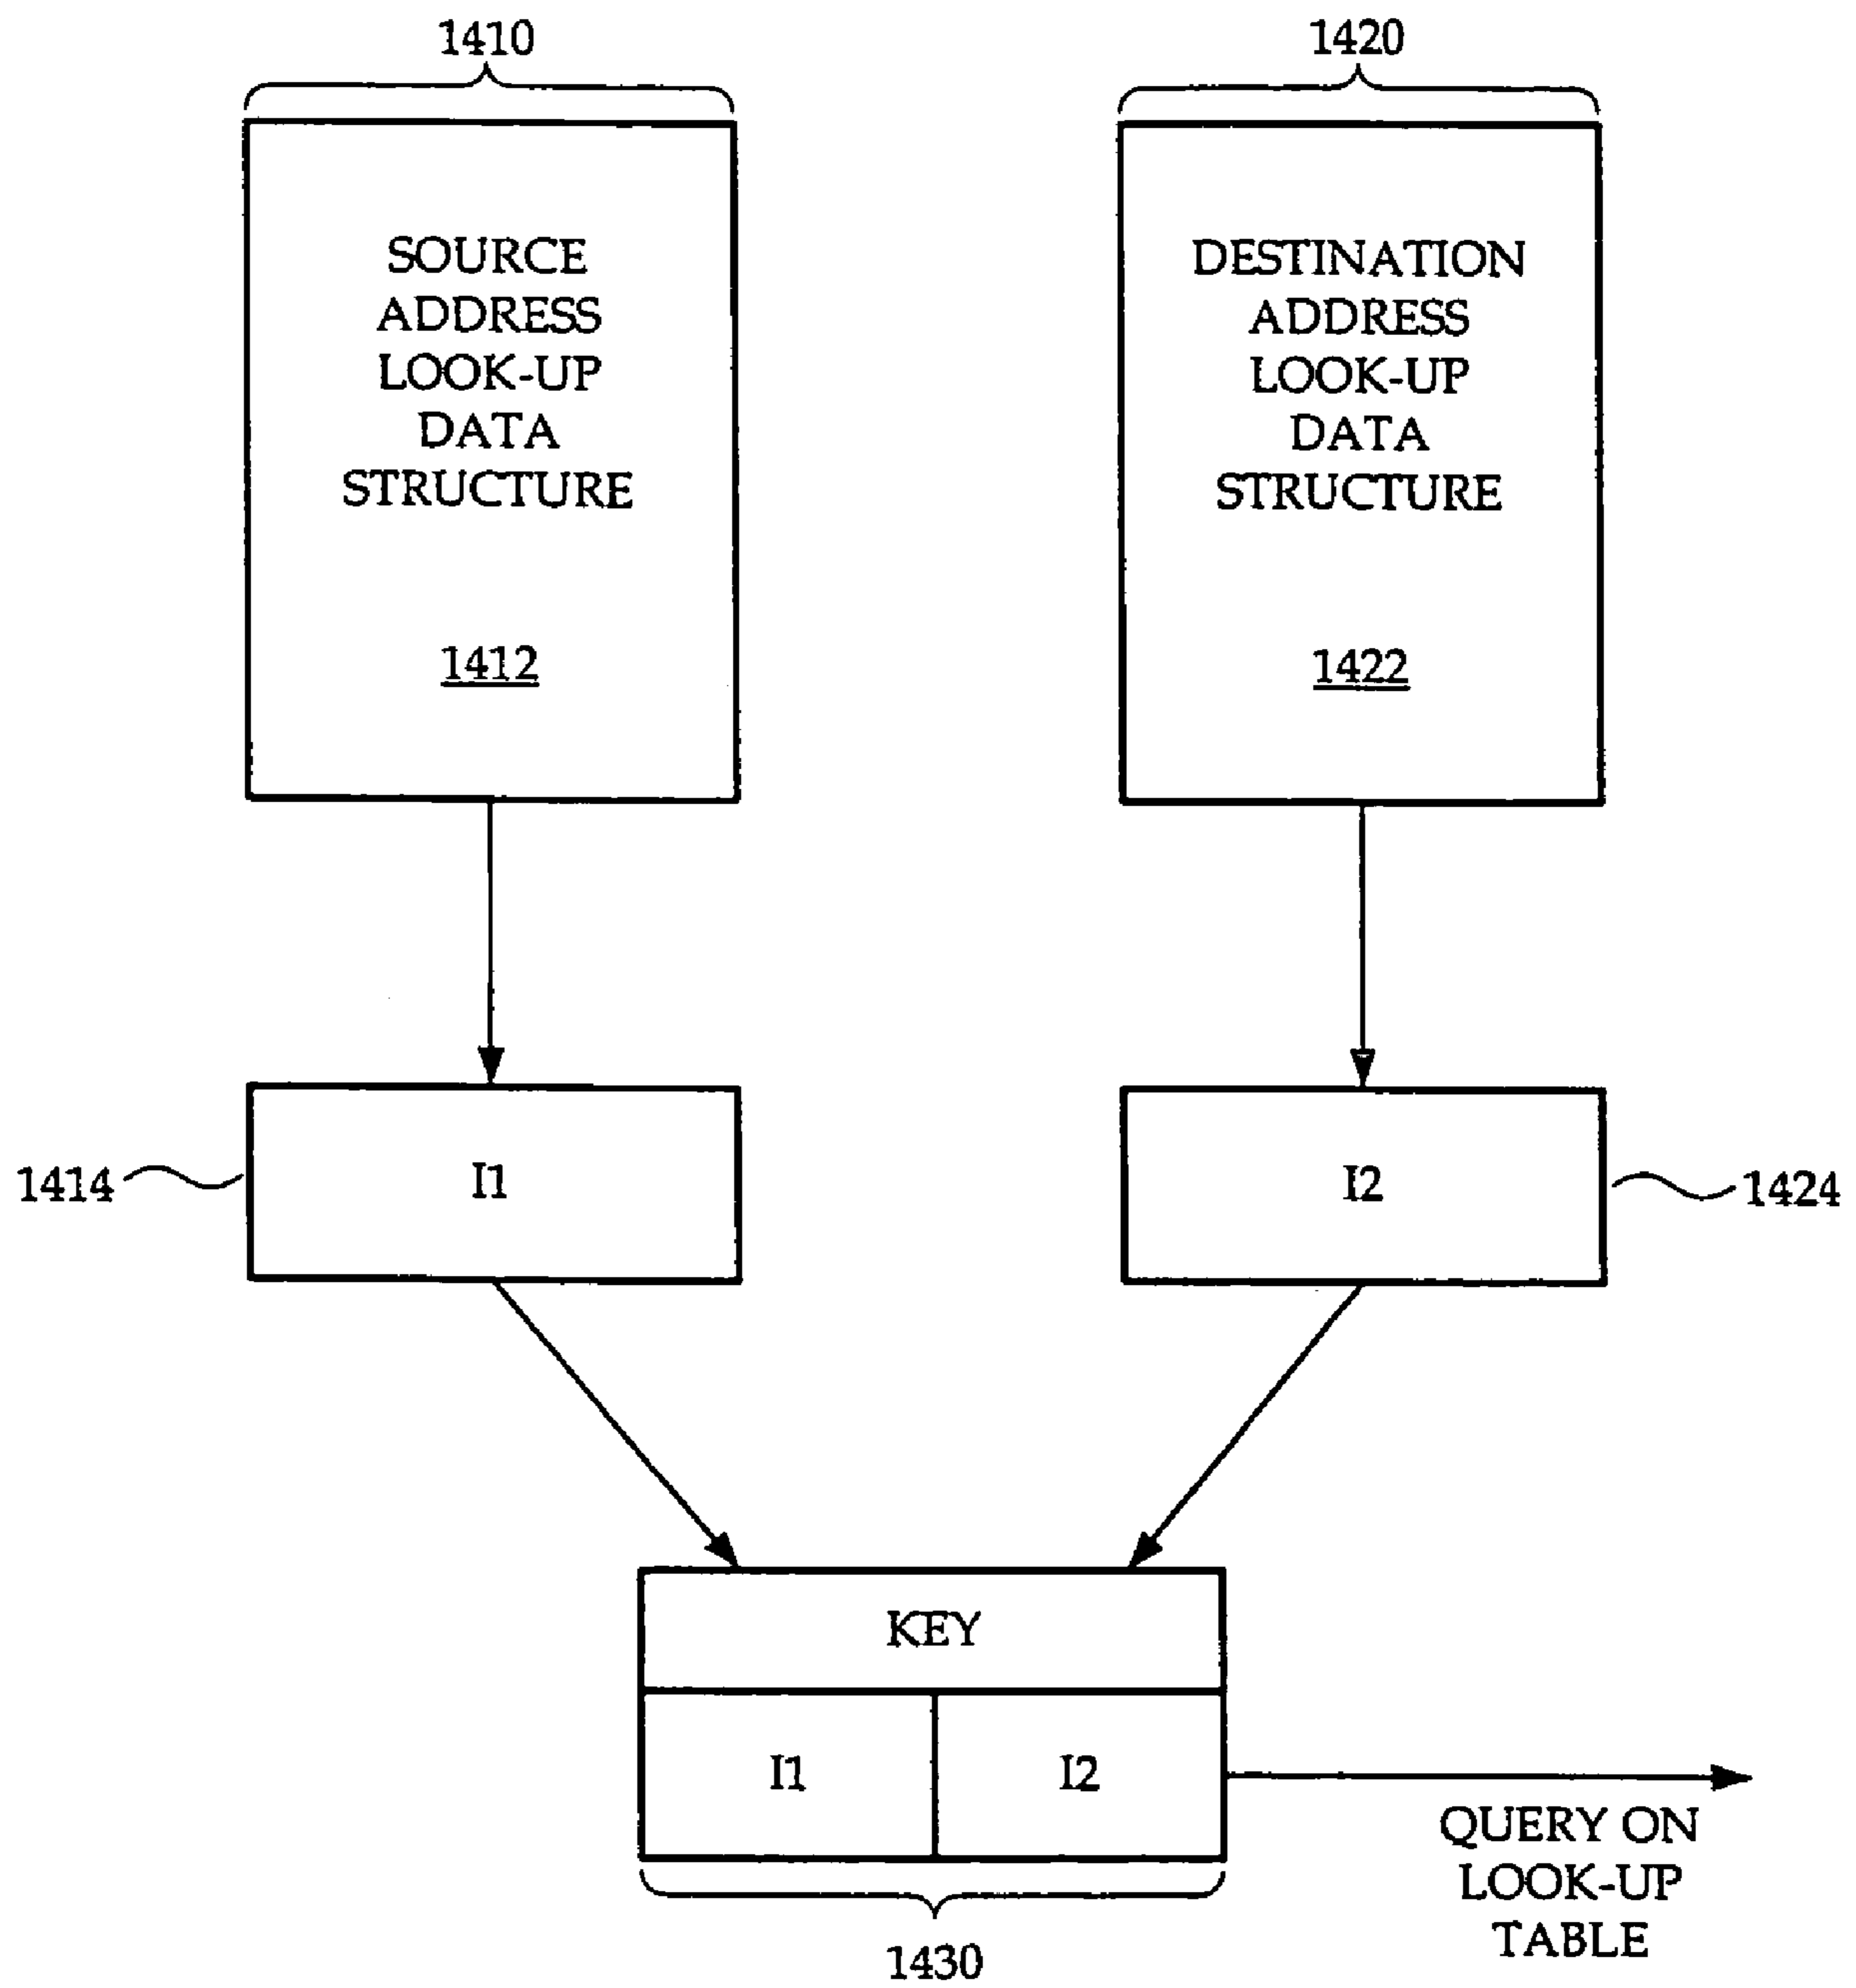 1410
1420
SOURCE
ADDRESS
LOOK-UP
DATA
STRUCTURE
1412
DESTINATION
ADDRESS
LOOK-UP
DATA
STRUCTURE
1422
1414
I1
I2
1424
KEY
I1
I2
QUERY ON
LOOK-UP
TABLE
1430